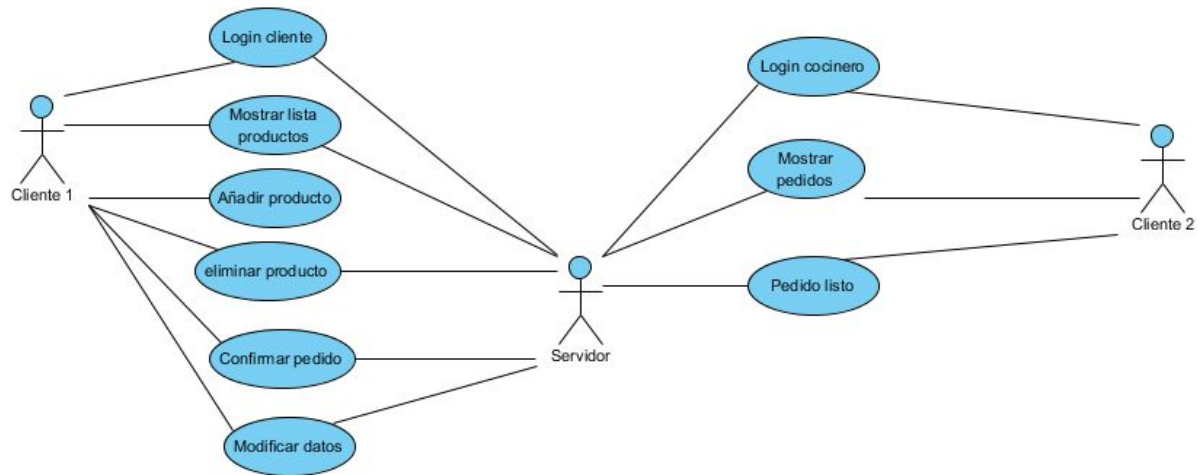 Login cliente
Mostrar lista
productos
Cliente 1
Añadir producto
eliminar producto
Confirmar pedido
Modificar datos
Servidor
Login cocinero
Mostrar
pedidos
Pedido listo
Cliente 2